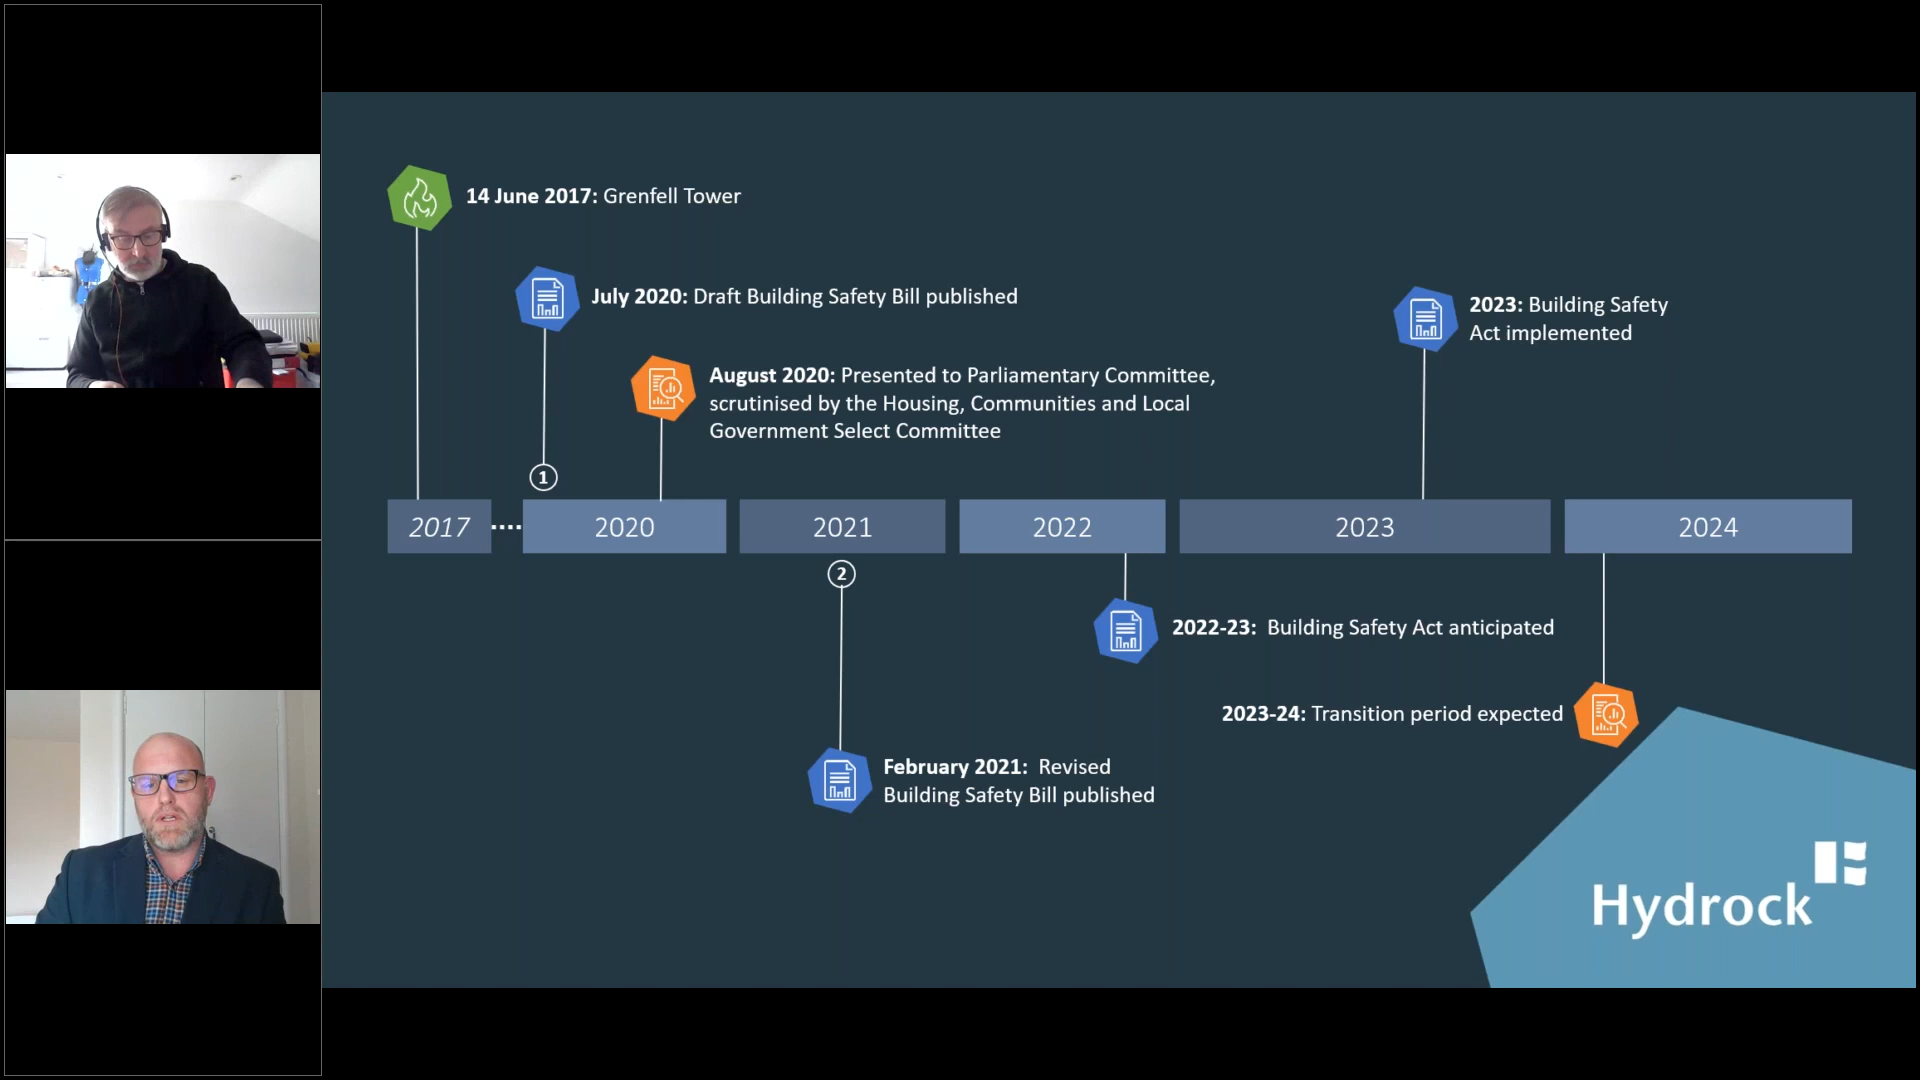 14 June 2017: Grenfell Tower
July 2020: Draft Building Safety Bill published
2023: Building Safety
Act implemented
August 2020: Presented to Parliamentary Committee,
scrutinised by the Housing, Communities and Local
Government Select Committee
1
2017 .... 2020 2021 2022 2023 2024
2
2022-23: Building Safety Act anticipated
2023-24: Transition period expected
February 2021: Revised
Building Safety Bill published
Hydrock